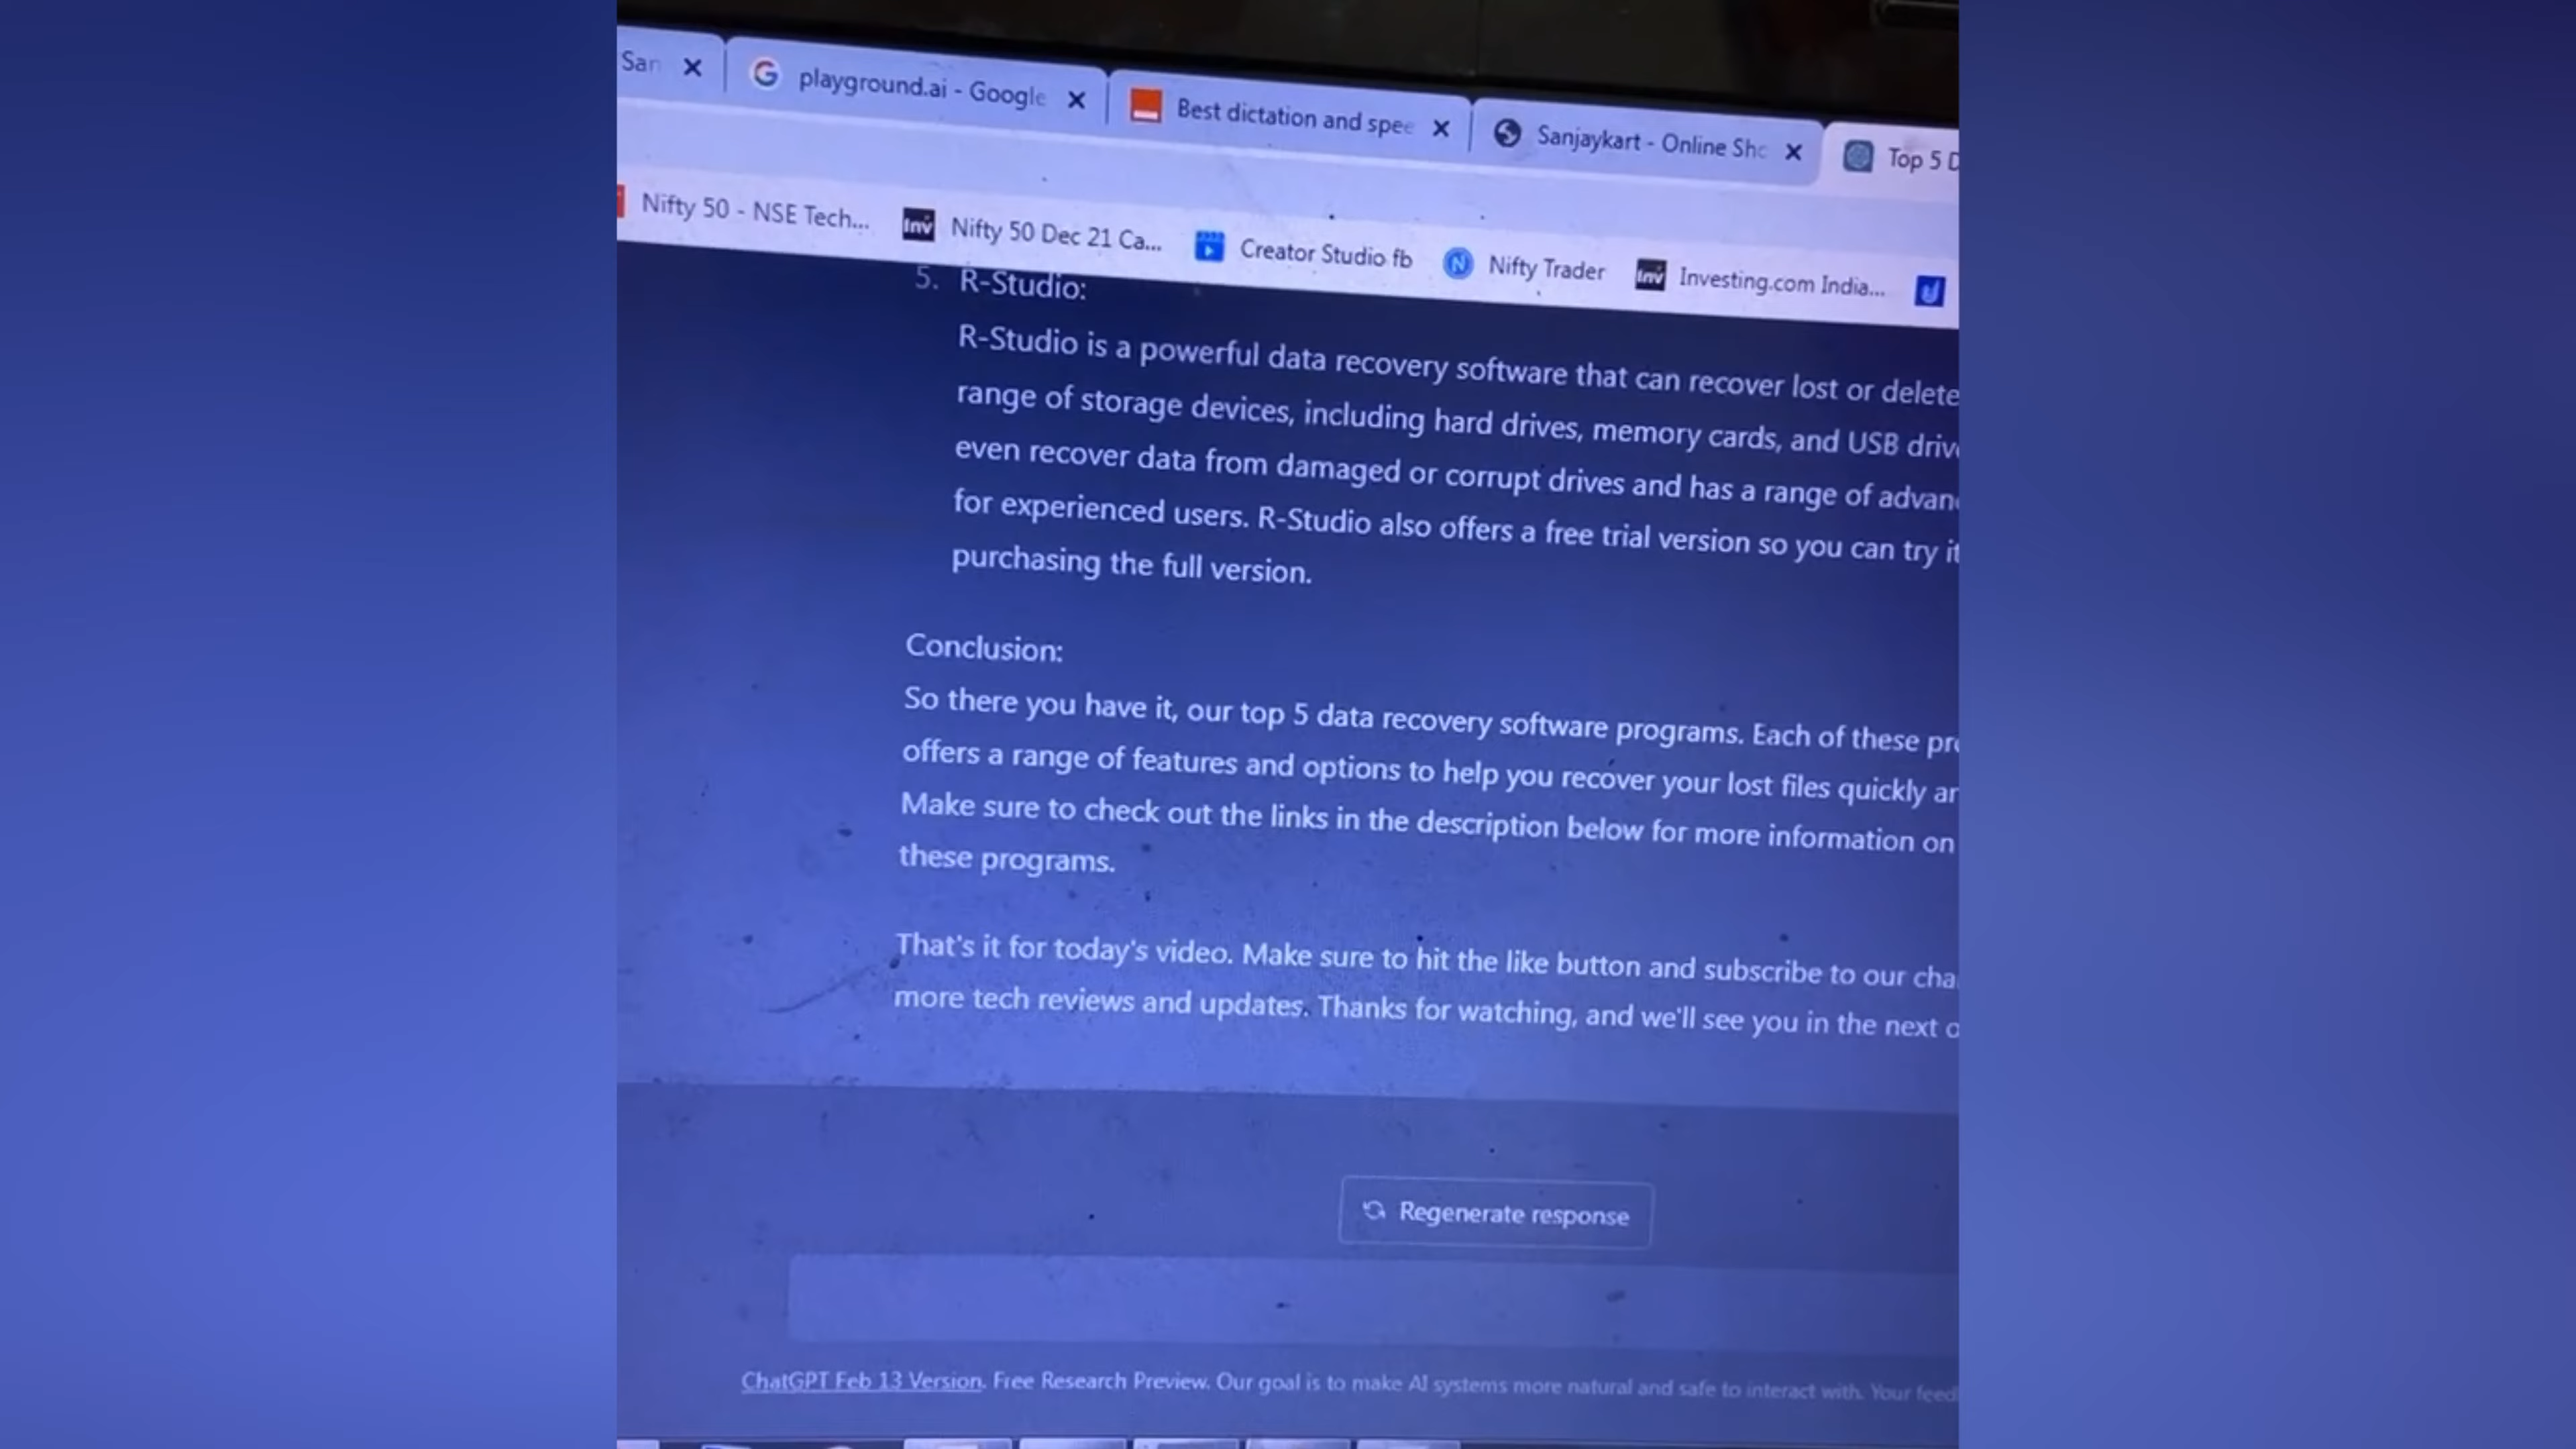 San
playground.ai - Google
Best dictation and spee
Sanjaykart - Online Sho
Top 5 D
Nifty 50 - NSE Tech...
Inv Nifty 50 Dec 21 Ca...
Creator Studio fb
N Nifty Trader
Inv Investing.com India...
5. R-Studio:
R-Studio is a powerful data recovery software that can recover lost or delete
range of storage devices, including hard drives, memory cards, and USB drive
even recover data from damaged or corrupt drives and has a range of advan
for experienced users. R-Studio also offers a free trial version so you can try it
purchasing the full version.
Conclusion:
So there you have it, our top 5 data recovery software programs. Each of these pro
offers a range of features and options to help you recover your lost files quickly an
Make sure to check out the links in the description below for more information on
these programs.
That's it for today's video. Make sure to hit the like button and subscribe to our cha
more tech reviews and updates. Thanks for watching, and we'll see you in the next o
Regenerate response
ChatGPT Feb 13 Version. Free Research Preview. Our goal is to make AI systems more natural and safe to interact with. Your feed